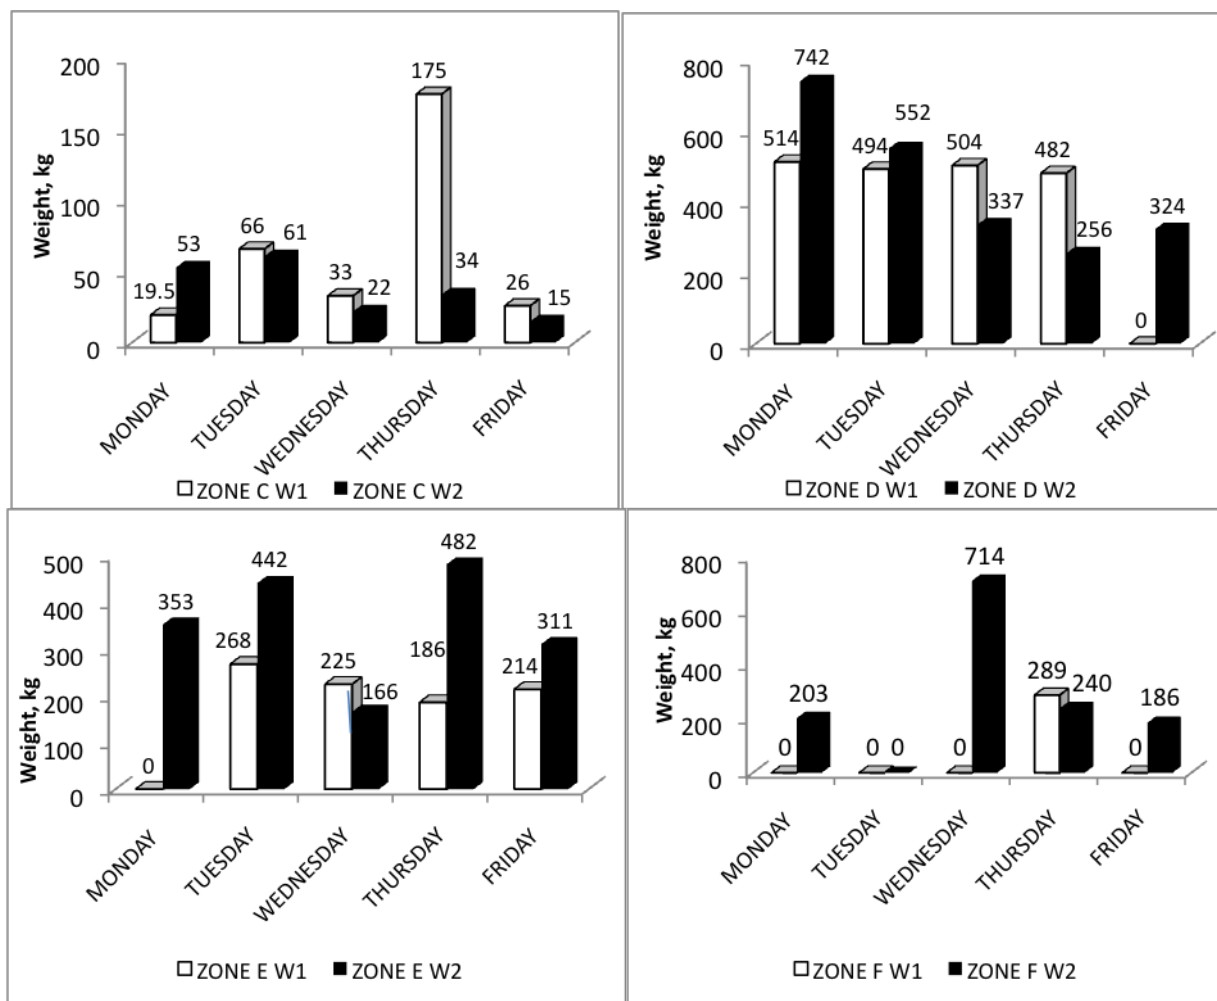 Weight, kg
200
150
100
50
0
175
66
61
53
33
34
19.5
22
26
15
MONDAY
TUESDAY
WEDNESDAY
THURSDAY
FRIDAY
ZONE C W1 ZONE C W2
Weight, kg
800
600
400
200
0
742
514
552
494
504
482
337
256
324
0
MONDAY
TUESDAY
WEDNESDAY
THURSDAY
FRIDAY
ZONE D W1 ZONE D W2
Weight, kg
500
400
300
200
100
0
0
353
268
442
225
166
186
482
214
311
MONDAY
TUESDAY
WEDNESDAY
THURSDAY
FRIDAY
ZONE E W1 ZONE E W2
Weight, kg
800
600
400
200
0
0
203
0
0
0
714
289
240
0
186
MONDAY
TUESDAY
WEDNESDAY
THURSDAY
FRIDAY
ZONE F W1 ZONE F W2